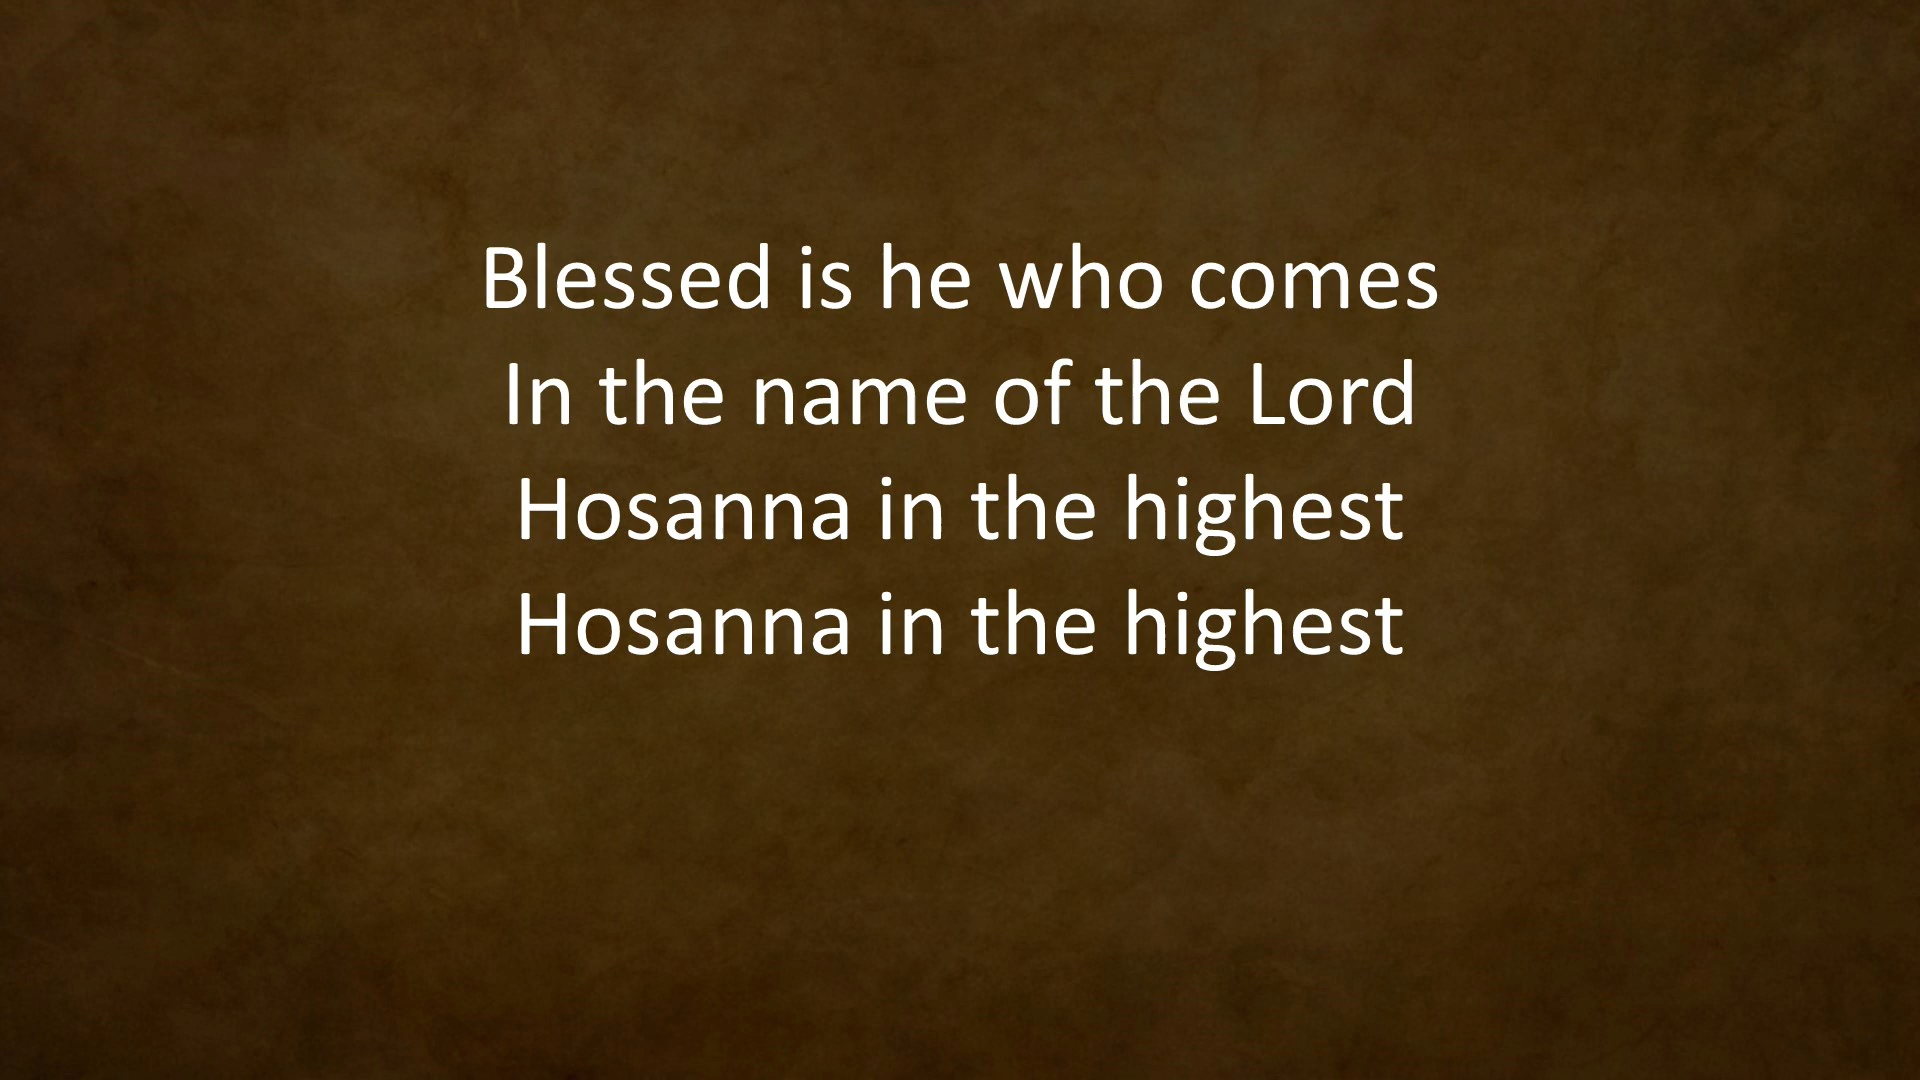 Blessed is he who comes
In the name of the Lord
Hosanna in the highest
Hosanna in the highest